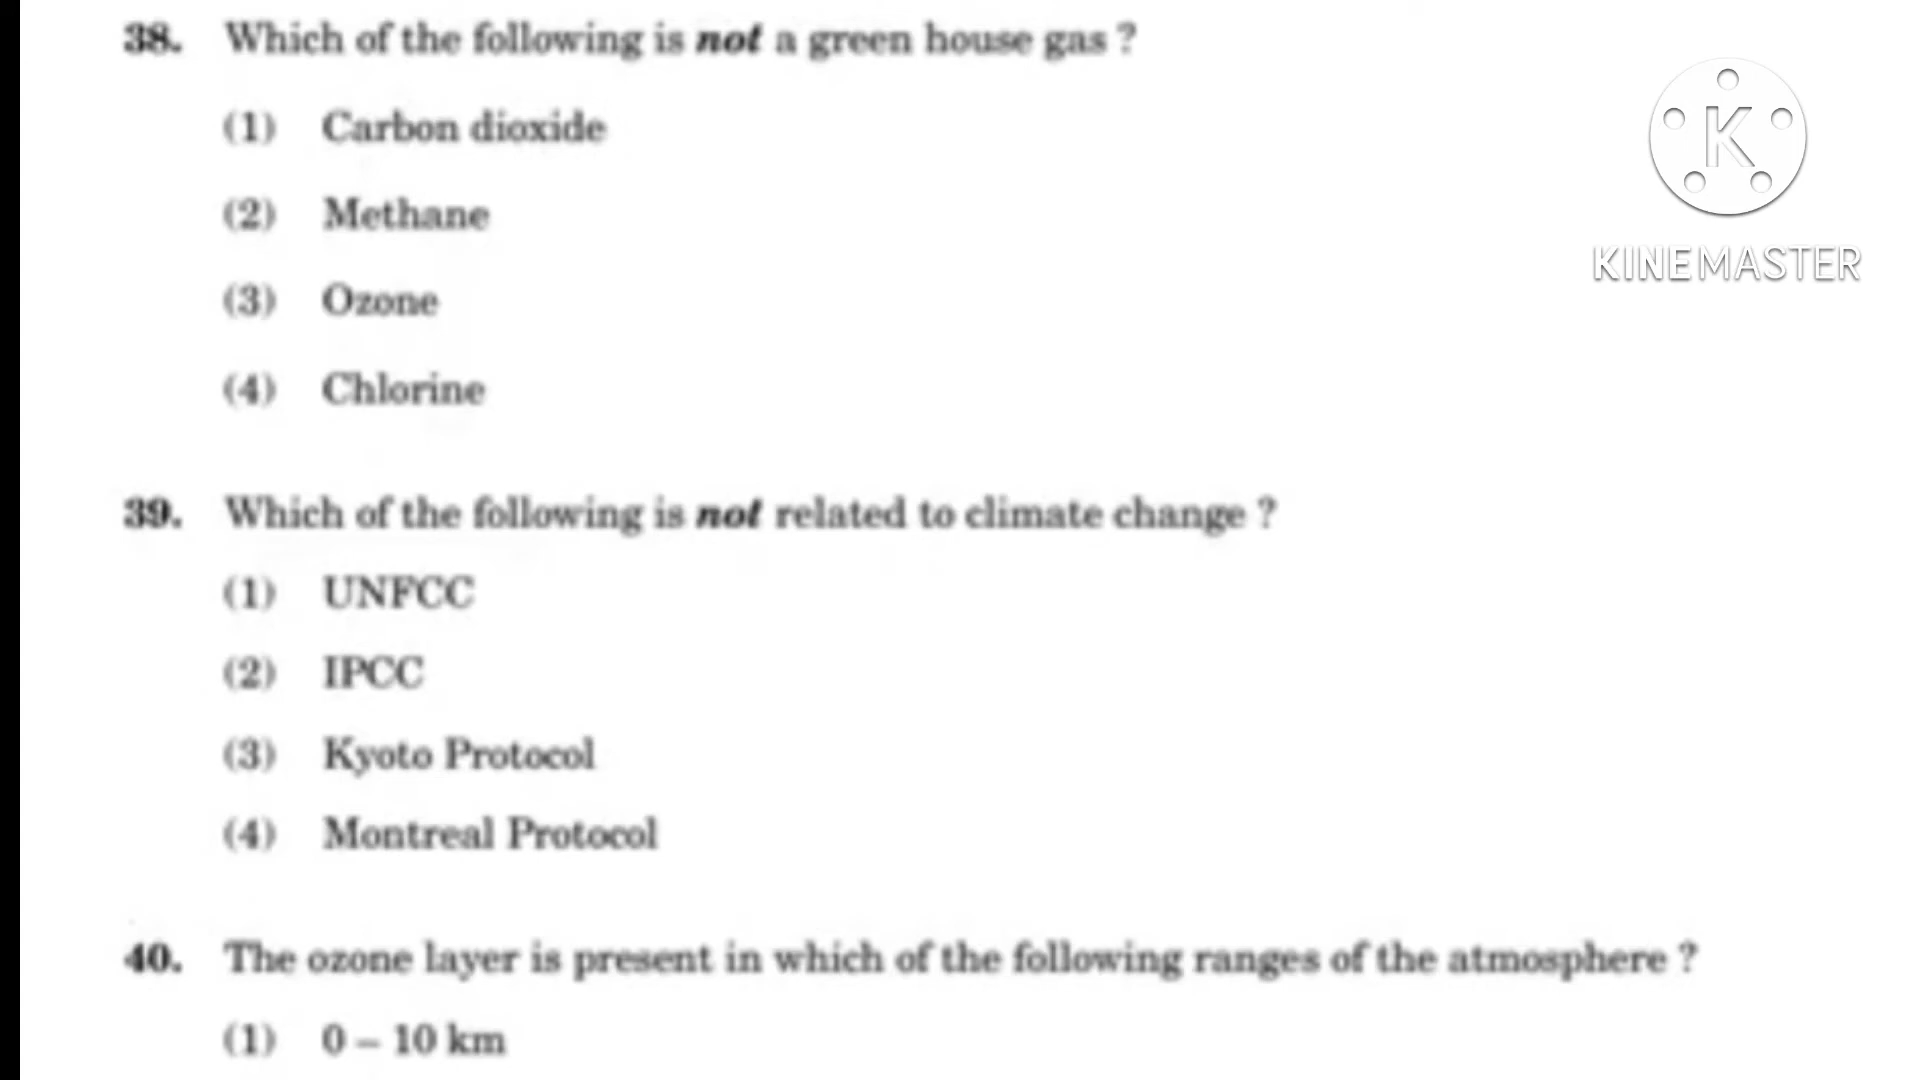 38. Which of the following is not a green house gas ?
(1) Carbon dioxide
(2) Methane
(3) Ozone
(4) Chlorine
K
KINEMASTER
39. Which of the following is not related to climate change ?
(1) UNFCC
(2) IPCC
(3) Kyoto Protocol
(4) Montreal Protocol
40. The ozone layer is present in which of the following ranges of the atmosphere ?
(1) 0 – 10 km